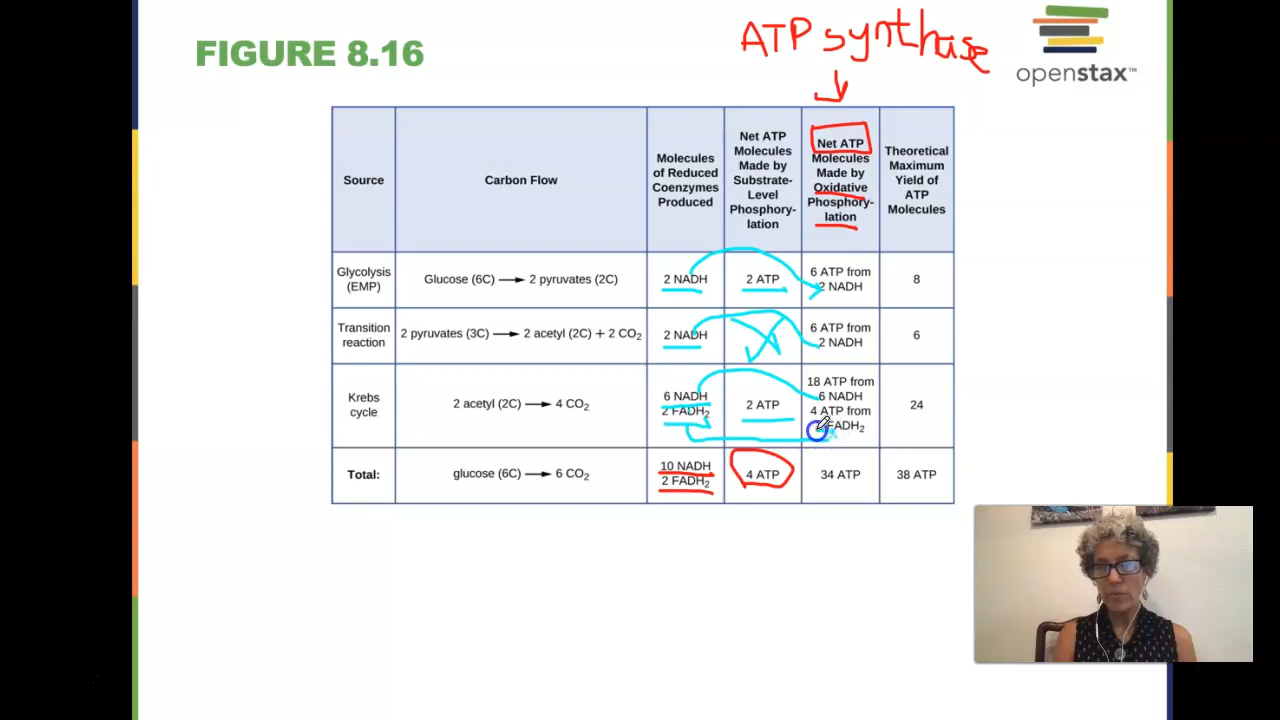 ATP synthase
FIGURE 8.16
openstax™
Source
Carbon Flow
Molecules
of Reduced
Coenzymes
Produced
Net ATP
Molecules
Made by
Substrate-
Level
Phosphory-
lation
Net ATP
Molecules
Made by
Oxidative
Phosphory-
lation
Theoretical
Maximum
Yield of
ATP
Molecules
Glycolysis
(EMP)
Glucose (6C) → 2 pyruvates (2C)
2 NADH
2 ATP
6 ATP from
2 NADH
8
Transition
reaction
2 pyruvates (3C) → 2 acetyl (2C) + 2 CO₂
2 NADH
6 ATP from
2 NADH
6
Krebs
cycle
2 acetyl (2C) → 4 CO₂
6 NADH
2 FADH₂
2 ATP
18 ATP from
6 NADH
4 ATP from
FADH₂
24
Total:
glucose (6C) → 6 CO₂
10 NADH
2 FADH₂
4 ATP
34 ATP
38 ATP